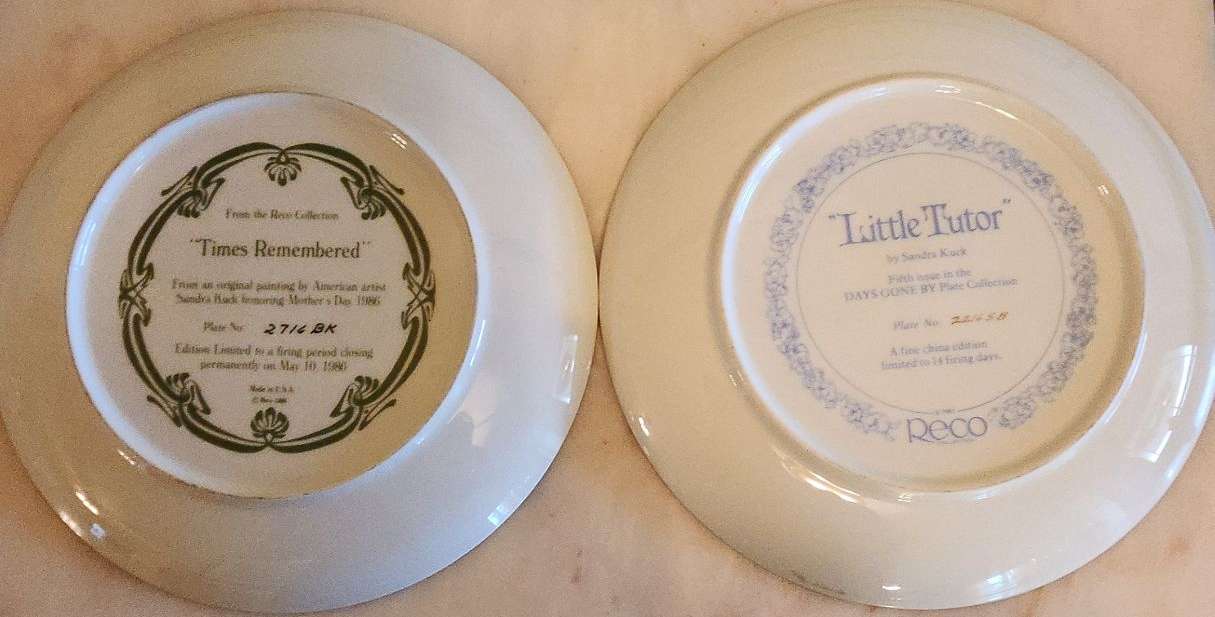 From the Reco Collection
"Times Remembered"
From an original painting by American artist
Sandra Kuck honoring Mother's Day, 1986
Plate No. 2716 BK
Edition Limited to a firing period closing
permanently on May 10, 1986
Made in U.S.A.
© Reco 1986
"Little Tutor"
by Sandra Kuck
Fifth issue in the
DAYS GONE BY Plate Collection
Plate No.
A fine china edition
limited to 14 firing days.
Reco